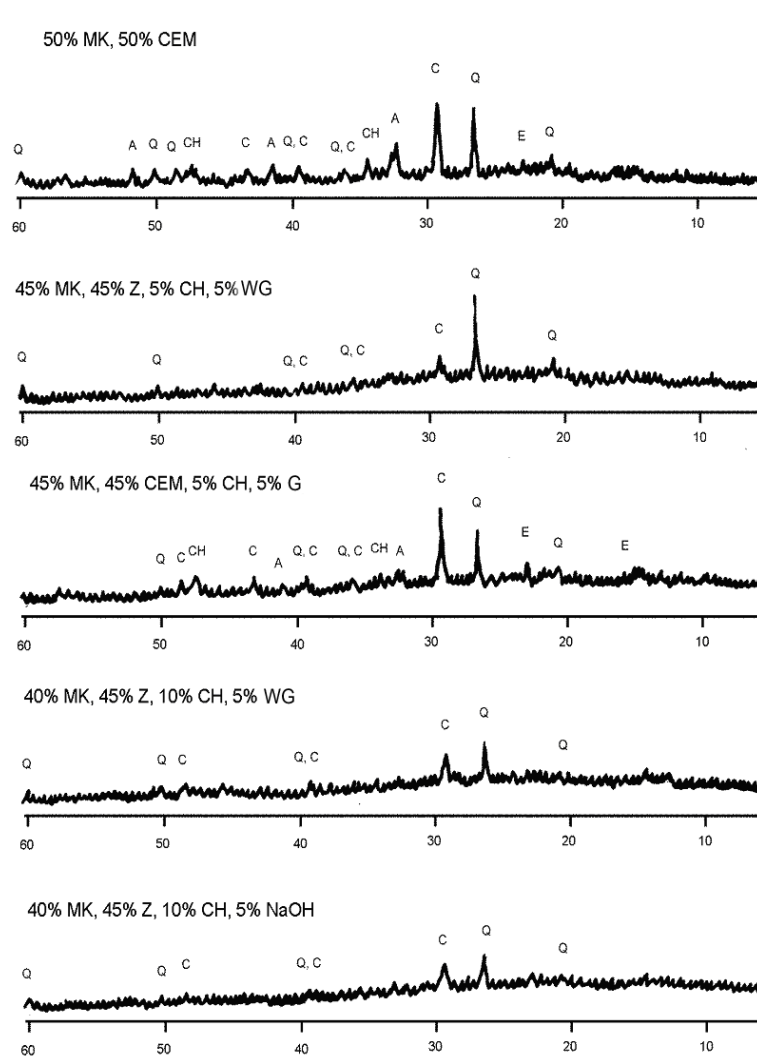 50% MK, 50% CEM
C
Q
A
E
Q
Q
A
Q
Q
CH
C
A
Q, C
Q, C
CH
60
50
40
30
20
10
45% MK, 45% Z, 5% CH, 5% WG
Q
C
Q
Q
Q
Q, C
Q, C
60
50
40
30
20
10
45% MK, 45% CEM, 5% CH, 5% G
C
Q
Q
C
CH
C
A
Q, C
Q, C
CH
A
E
Q
E
60
50
40
30
20
10
40% MK, 45% Z, 10% CH, 5% WG
Q
C
Q
Q
Q
C
Q, C
60
50
40
30
20
10
40% MK, 45% Z, 10% CH, 5% NaOH
Q
C
Q
Q
Q
C
Q, C
60
50
40
30
20
10